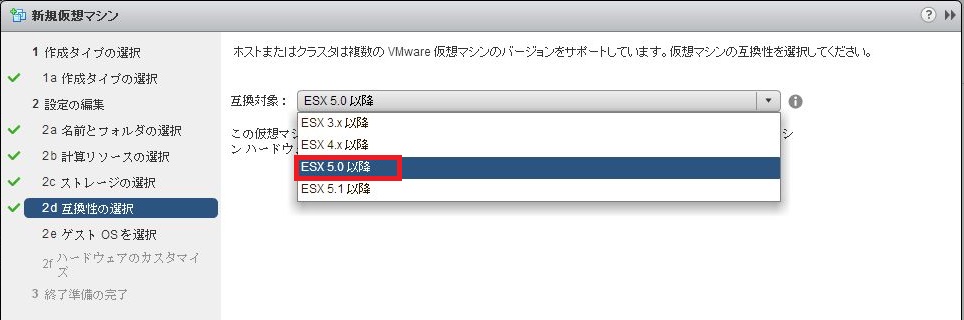 新規仮想マシン
1 作成タイプの選択
1a 作成タイプの選択
2 設定の編集
2a 名前とフォルダの選択
2b 計算リソースの選択
2c ストレージの選択
2d 互換性の選択
2e ゲスト OS を選択
2f ハードウェアのカスタマイ
ズ
3 終了準備の完了
ホストまたはクラスタは複数の VMware 仮想マシンのバージョンをサポートしています。仮想マシンの互換性を選択してください。
互換対象： ESX 5.0 以降
ESX 3.x 以降
ESX 4.x 以降
ESX 5.0 以降
ESX 5.1 以降
この仮想マシ
ン ハードウ